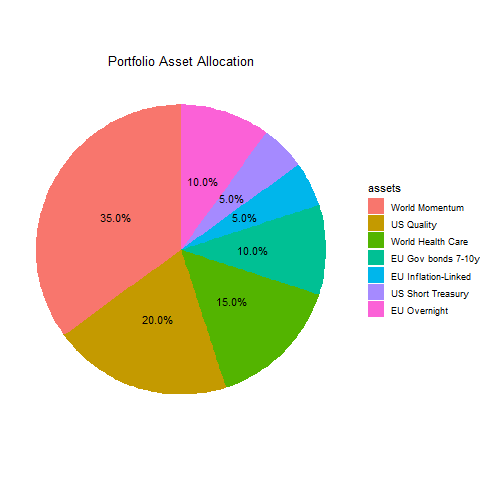 Portfolio Asset Allocation
10.0%
5.0%
5.0%
35.0%
10.0%
15.0%
20.0%
assets
World Momentum
US Quality
World Health Care
EU Gov bonds 7-10y
EU Inflation-Linked
US Short Treasury
EU Overnight